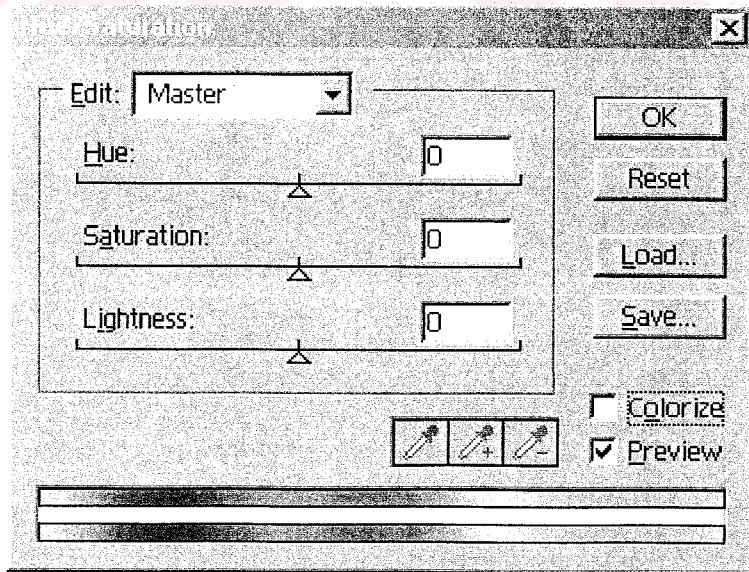 Edit: Master
OK
Hue: 0
Reset
Saturation: 0
Load...
Lightness: 0
Save...
Colorize
Preview